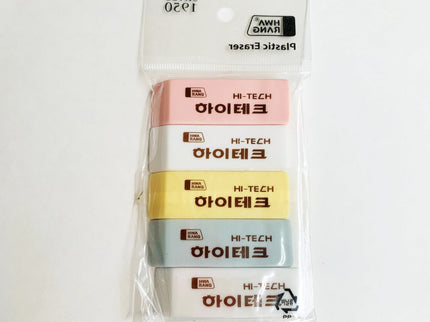 1950
HWA
RANG
Plastic Eraser
HWA
RANG
HI-TECH
하이테크
HWA
RANG
HI-TECH
하이테크
HWA
RANG
HI-TECH
하이테크
HWA
RANG
HI-TECH
하이테크
HWA
RANG
HI-TECH
하이테크